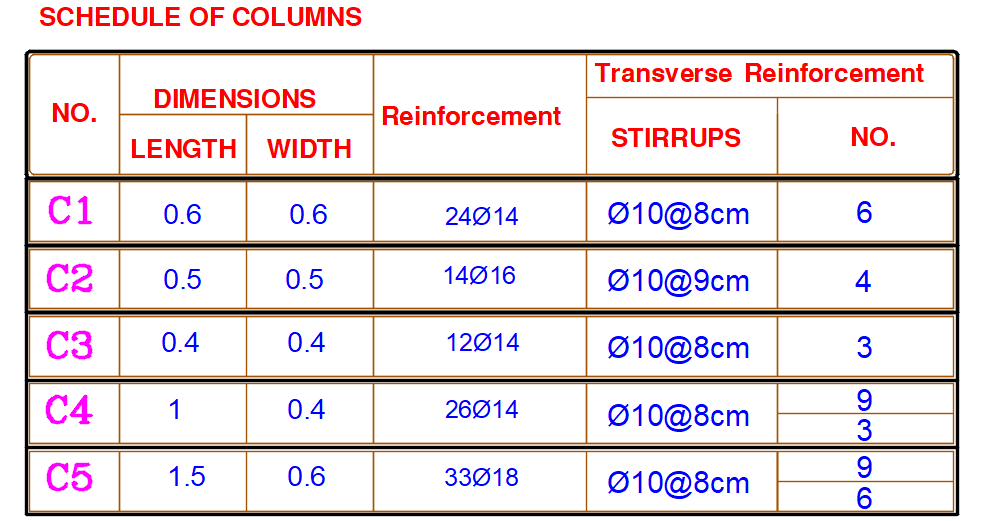 SCHEDULE OF COLUMNS
NO. DIMENSIONS Reinforcement Transverse Reinforcement
LENGTH WIDTH STIRRUPS NO.
C1 0.6 0.6 24Ø14 Ø10@8cm 6
C2 0.5 0.5 14Ø16 Ø10@9cm 4
C3 0.4 0.4 12Ø14 Ø10@8cm 3
C4 1 0.4 26Ø14 Ø10@8cm 9
3
C5 1.5 0.6 33Ø18 Ø10@8cm 9
6